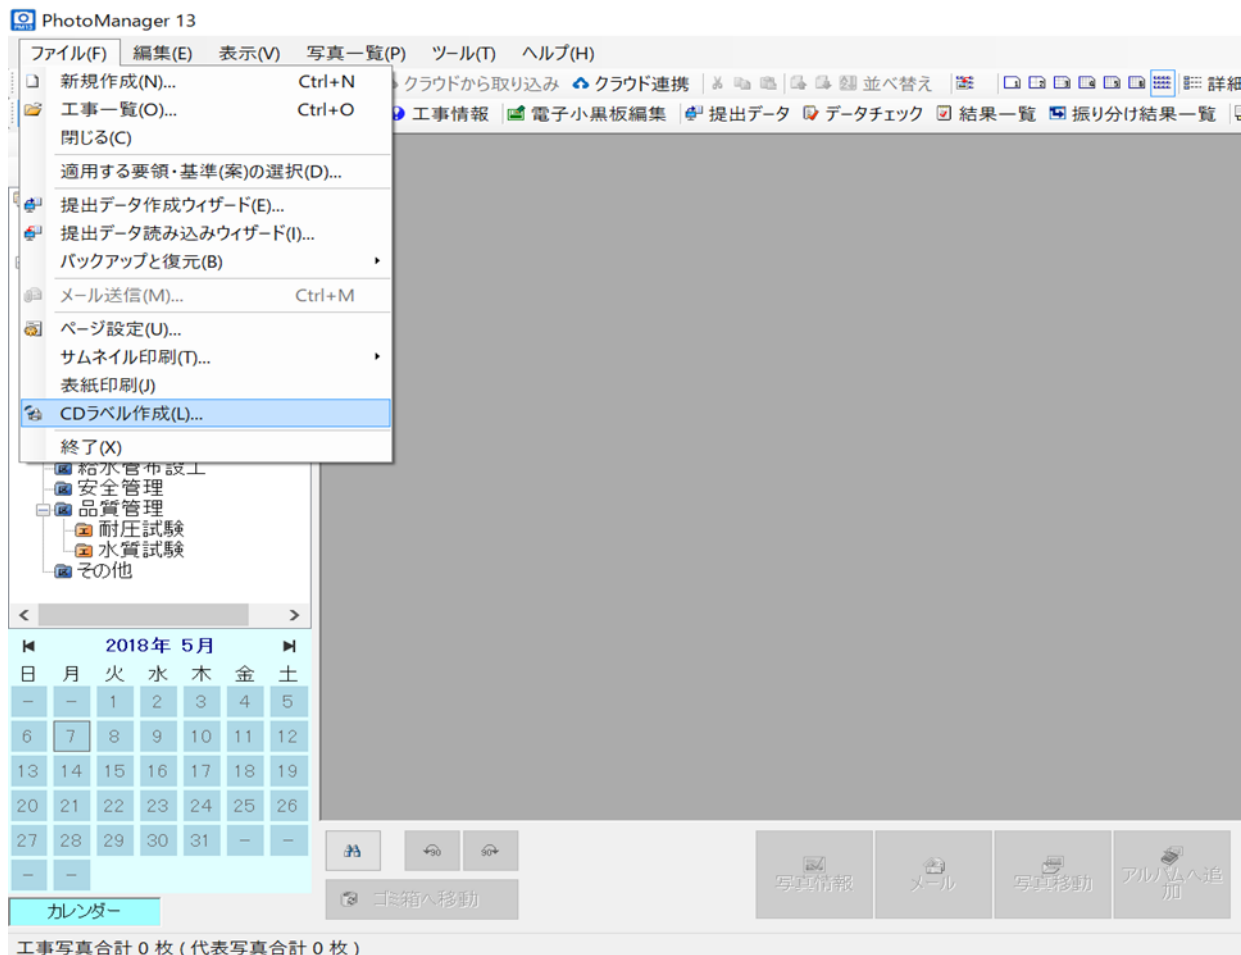 PhotoManager 13
ファイル(F) 編集(E) 表示(V) 写真一覧(P) ツール(T) ヘルプ(H)
新規作成(N)... Ctrl+N
クラウドから取り込み クラウド連携 並べ替え 詳細
工事一覧(O)... Ctrl+O
工事情報 電子小黒板編集 提出データ データチェック 結果一覧 振り分け結果一覧
閉じる(C)
適用する要領・基準(案)の選択(D)...
提出データ作成ウィザード(E)...
提出データ読み込みウィザード(I)...
バックアップと復元(B)
メール送信(M)... Ctrl+M
ページ設定(U)...
サムネイル印刷(T)...
表紙印刷(J)
CDラベル作成(L)...
終了(X)
給水管布設工
安全管理
品質管理
耐圧試験
水質試験
その他
2018年 5月
日 月 火 水 木 金 土
- - 1 2 3 4 5
6 7 8 9 10 11 12
13 14 15 16 17 18 19
20 21 22 23 24 25 26
27 28 29 30 31 - -
- -
カレンダー
90 90
ゴミ箱へ移動
写真情報 メール 写真移動 アルバムへ追加
工事写真合計 0 枚 ( 代表写真合計 0 枚 )